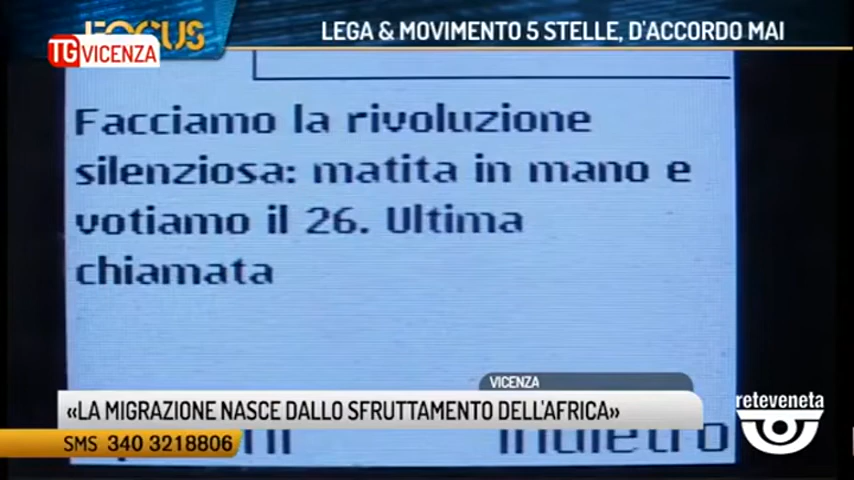 FOCUS
LEGA & MOVIMENTO 5 STELLE, D'ACCORDO MAI
TG VICENZA
Facciamo la rivoluzione
silenziosa: matita in mano e
votiamo il 26. Ultima
chiamata
VICENZA
«LA MIGRAZIONE NASCE DALLO SFRUTTAMENTO DELL'AFRICA»
reteveneta
SMS 340 3218806
Indietro